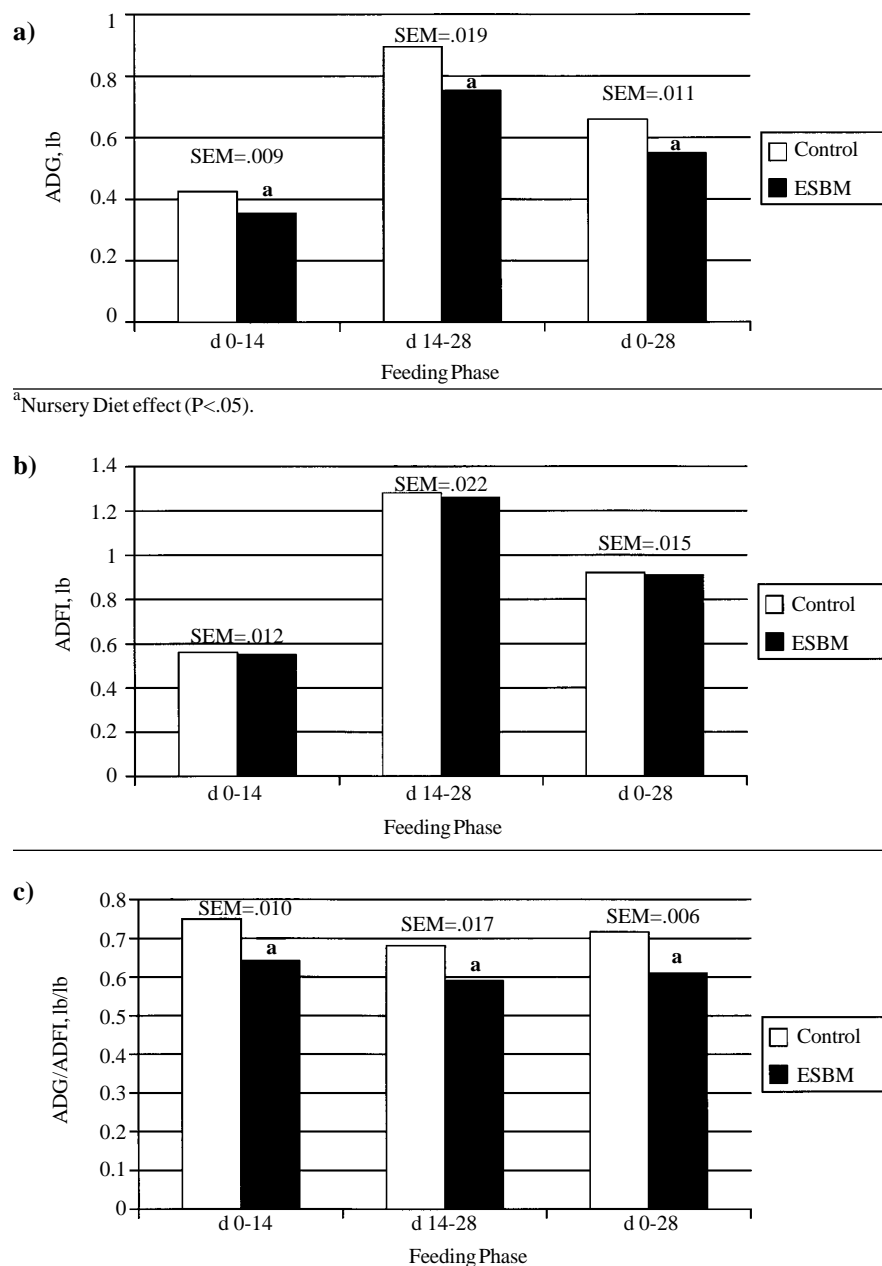 a)
1
0.8
0.6
0.4
0.2
0
ADG, lb
SEM=.009
a
SEM=.019
a
SEM=.011
a
Control
ESBM
d 0-14
d 14-28
d 0-28
Feeding Phase
aNursery Diet effect (P<.05).
b)
1.4
1.2
1
0.8
0.6
0.4
0.2
0
ADFI, lb
SEM=.012
SEM=.022
SEM=.015
Control
ESBM
d 0-14
d 14-28
d 0-28
Feeding Phase
c)
0.8
0.7
0.6
0.5
0.4
0.3
0.2
0.1
0
ADG/ADFI, lb/lb
SEM=.010
a
SEM=.017
a
SEM=.006
a
Control
ESBM
d 0-14
d 14-28
d 0-28
Feeding Phase